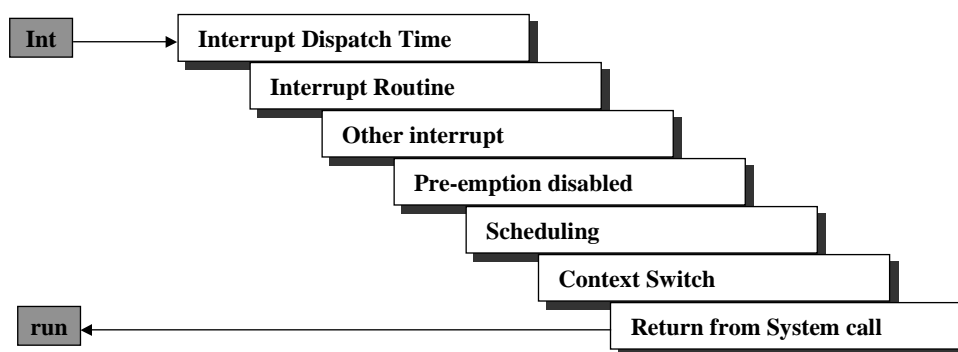 Int
Interrupt Dispatch Time
Interrupt Routine
Other interrupt
Pre-emption disabled
Scheduling
Context Switch
run
Return from System call